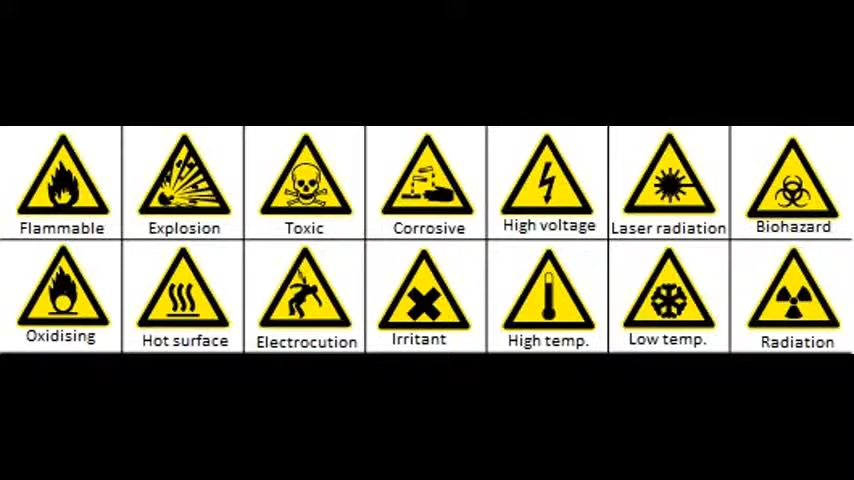 Flammable
Explosion
Toxic
Corrosive
High voltage
Laser radiation
Biohazard
Oxidising
Hot surface
Electrocution
Irritant
High temp.
Low temp.
Radiation